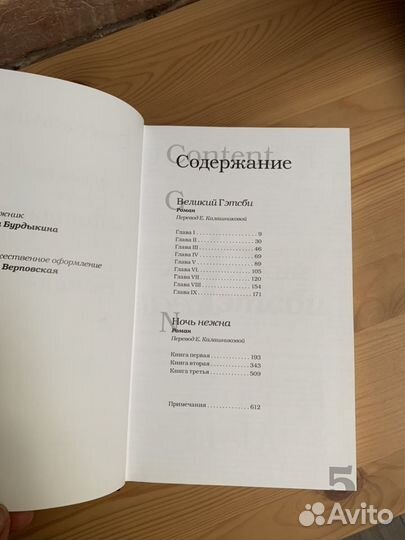 жник
Бурдыкина
ественное оформление
Верповская
Content
Содержание
G
Великий Гэтсби
Роман
Перевод Е. Калашниковой
Глава I . . . . . . . . . . . . . . . . . 9
Глава II . . . . . . . . . . . . . . . . 30
Глава III . . . . . . . . . . . . . . . 46
Глава IV . . . . . . . . . . . . . . . 69
Глава V . . . . . . . . . . . . . . . . 89
Глава VI . . . . . . . . . . . . . . . 105
Глава VII . . . . . . . . . . . . . . 120
Глава VIII . . . . . . . . . . . . . 154
Глава IX . . . . . . . . . . . . . . . 171
N
Ночь нежна
Роман
Перевод Е. Калашниковой
Книга первая . . . . . . . . . . 193
Книга вторая . . . . . . . . . . 343
Книга третья . . . . . . . . . . 509
Примечания . . . . . . . . . . . 612
5
Avito